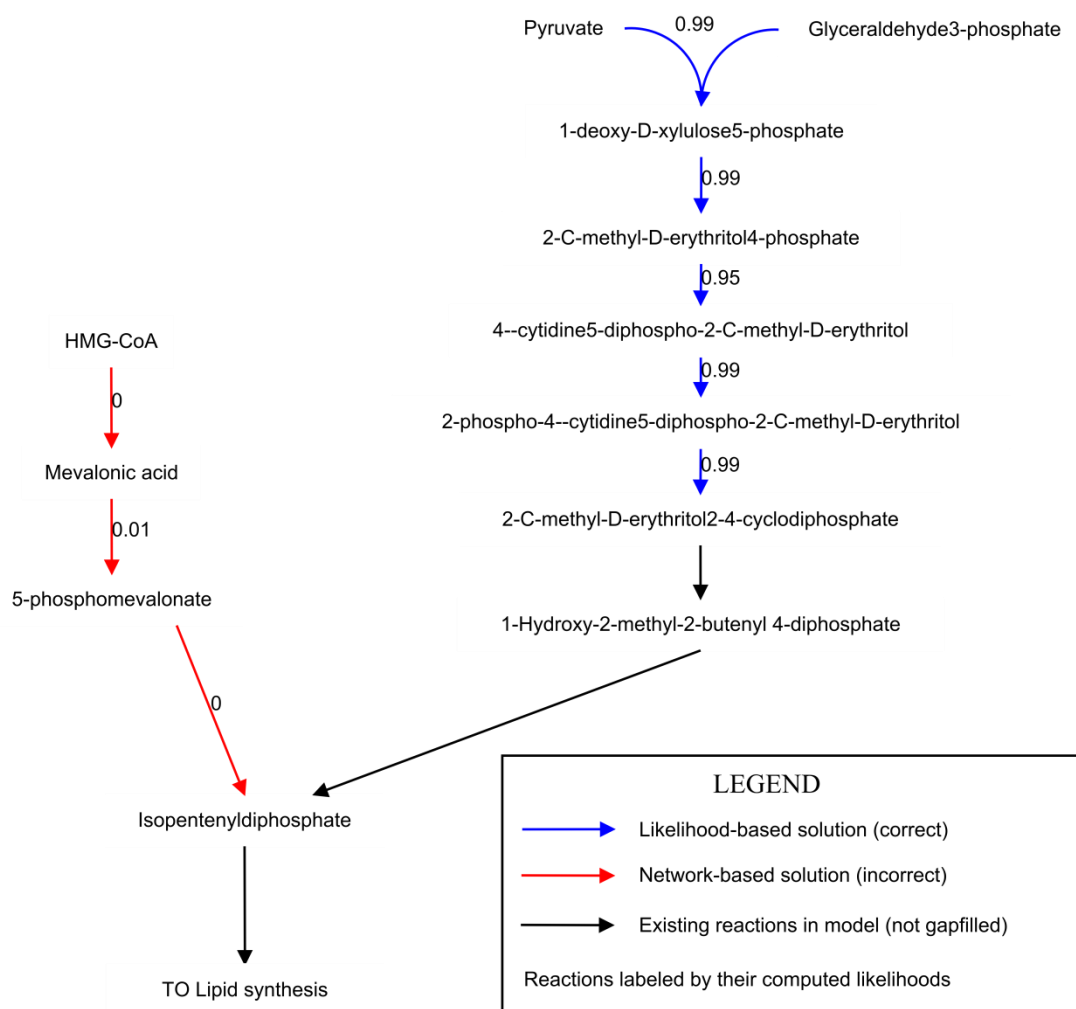 Pyruvate
0.99
Glyceraldehyde3-phosphate
1-deoxy-D-xylulose5-phosphate
0.99
2-C-methyl-D-erythritol4-phosphate
0.95
4--cytidine5-diphospho-2-C-methyl-D-erythritol
0.99
2-phospho-4--cytidine5-diphospho-2-C-methyl-D-erythritol
0.99
2-C-methyl-D-erythritol2-4-cyclodiphosphate
1-Hydroxy-2-methyl-2-butenyl 4-diphosphate
HMG-CoA
0
Mevalonic acid
0.01
5-phosphomevalonate
0
Isopentenyldiphosphate
TO Lipid synthesis
LEGEND
Likelihood-based solution (correct)
Network-based solution (incorrect)
Existing reactions in model (not gapfilled)
Reactions labeled by their computed likelihoods